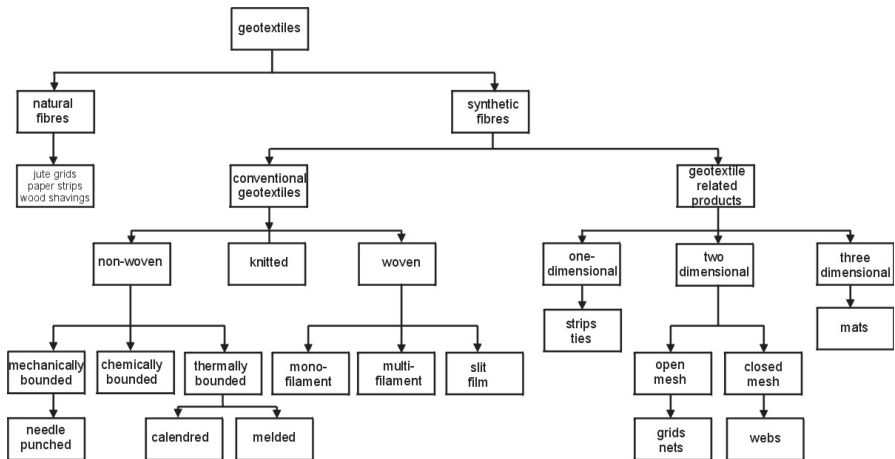 geotextiles
natural
fibres
synthetic
fibres
jute grids
paper strips
wood shavings
conventional
geotextiles
geotextile
related
products
non-woven
knitted
woven
one-
dimensional
two
dimensional
three
dimensional
strips
ties
mats
mechanically
bounded
chemically
bounded
thermally
bounded
mono-
filament
multi-
filament
slit
film
open
mesh
closed
mesh
needle
punched
calendred
melded
grids
nets
webs